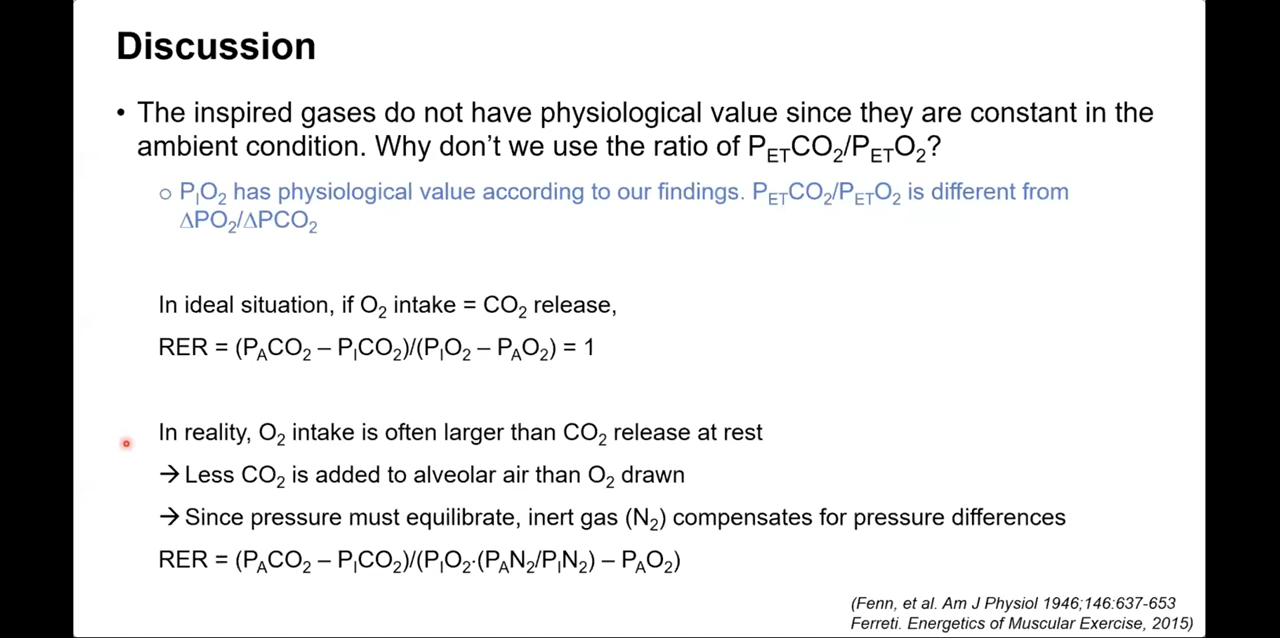 Discussion
• The inspired gases do not have physiological value since they are constant in the
ambient condition. Why don’t we use the ratio of PETCO2/PETO2?
o PIO2 has physiological value according to our findings. PETCO2/PETO2 is different from
ΔPO2/ΔPCO2
In ideal situation, if O2 intake = CO2 release,
RER = (PACO2 – PICO2)/(PIO2 – PAO2) = 1
In reality, O2 intake is often larger than CO2 release at rest
→ Less CO2 is added to alveolar air than O2 drawn
→ Since pressure must equilibrate, inert gas (N2) compensates for pressure differences
RER = (PACO2 – PICO2)/(PIO2·(PAN2/PIN2) – PAO2)
(Fenn, et al. Am J Physiol 1946;146:637-653
Ferreti. Energetics of Muscular Exercise, 2015)